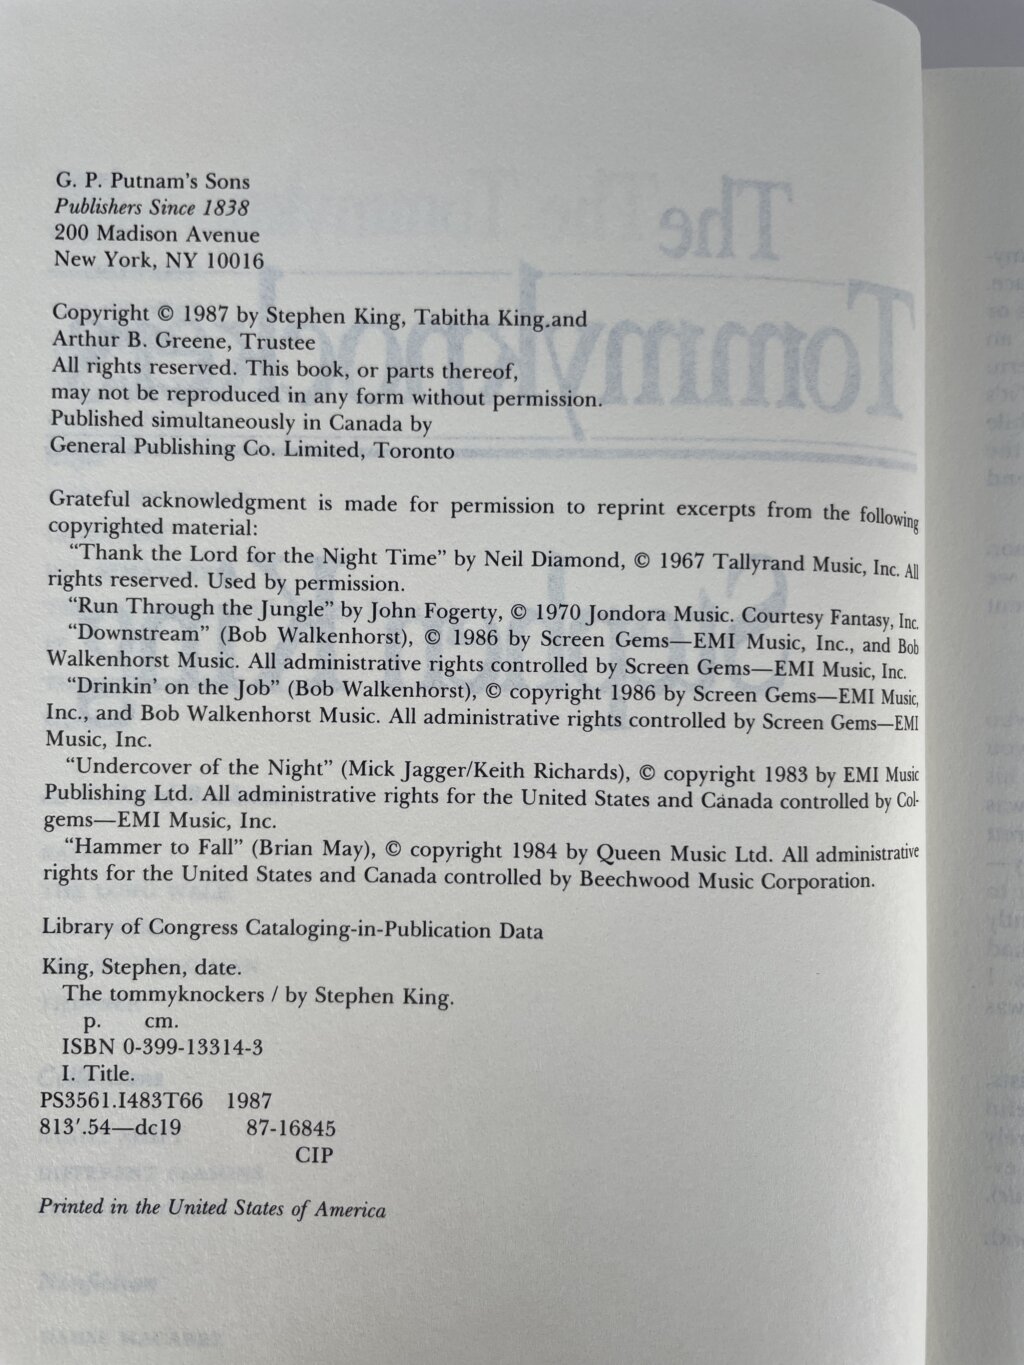 G. P. Putnam's Sons
Publishers Since 1838
200 Madison Avenue
New York, NY 10016
Copyright © 1987 by Stephen King, Tabitha King and
Arthur B. Greene, Trustee
All rights reserved. This book, or parts thereof,
may not be reproduced in any form without permission.
Published simultaneously in Canada by
General Publishing Co. Limited, Toronto
Grateful acknowledgment is made for permission to reprint excerpts from the following
copyrighted material:
“Thank the Lord for the Night Time” by Neil Diamond, © 1967 Tallyrand Music, Inc. All
rights reserved. Used by permission.
“Run Through the Jungle” by John Fogerty, © 1970 Jondora Music. Courtesy Fantasy, Inc.
“Downstream” (Bob Walkenhorst), © 1986 by Screen Gems—EMI Music, Inc., and Bob
Walkenhorst Music. All administrative rights controlled by Screen Gems—EMI Music, Inc.
“Drinkin’ on the Job” (Bob Walkenhorst), © copyright 1986 by Screen Gems—EMI Music,
Inc., and Bob Walkenhorst Music. All administrative rights controlled by Screen Gems—EMI
Music, Inc.
“Undercover of the Night” (Mick Jagger/Keith Richards), © copyright 1983 by EMI Music
Publishing Ltd. All administrative rights for the United States and Canada controlled by Col-
gems—EMI Music, Inc.
“Hammer to Fall” (Brian May), © copyright 1984 by Queen Music Ltd. All administrative
rights for the United States and Canada controlled by Beechwood Music Corporation.
Library of Congress Cataloging-in-Publication Data
King, Stephen, date.
The tommyknockers / by Stephen King.
p. cm.
ISBN 0-399-13314-3
I. Title.
PS3561.I483T66 1987
813′.54—dc19 87-16845
CIP
Printed in the United States of America